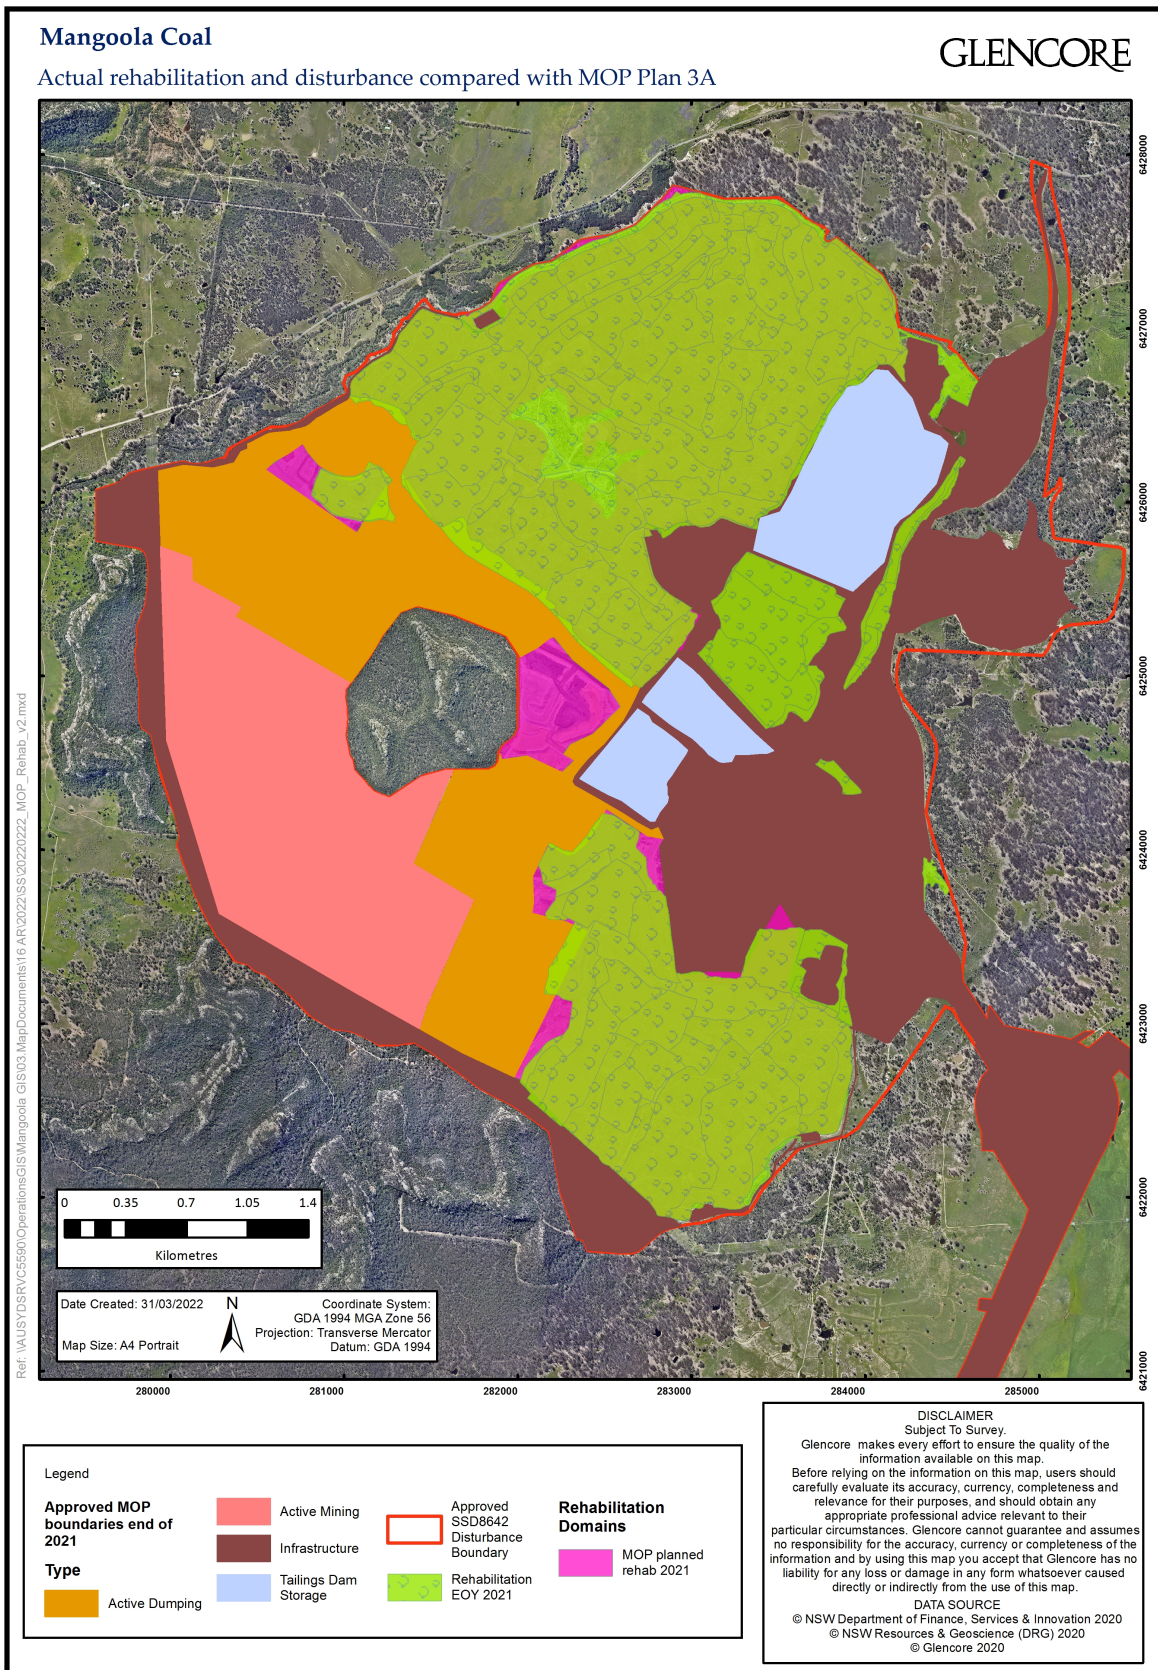 Mangoola Coal
GLENCORE
Actual rehabilitation and disturbance compared with MOP Plan 3A
6428000
6427000
6426000
6425000
6424000
6423000
6422000
6421000
Ref: \\AUSYDSRVC5590\OperationsGIS\Mangoola GIS\03.MapDocuments\16 AR\2022\SS\20220222_MOP_Rehab_v2.mxd
0 0.35 0.7 1.05 1.4
Kilometres
Date Created: 31/03/2022
Map Size: A4 Portrait
N
Coordinate System:
GDA 1994 MGA Zone 56
Projection: Transverse Mercator
Datum: GDA 1994
280000 281000 282000 283000 284000 285000
Legend
Approved MOP
boundaries end of
2021
Type
Active Dumping
Active Mining
Infrastructure
Tailings Dam
Storage
Approved
SSD8642
Disturbance
Boundary
Rehabilitation
EOY 2021
Rehabilitation
Domains
MOP planned
rehab 2021
DISCLAIMER
Subject To Survey.
Glencore makes every effort to ensure the quality of the
information available on this map.
Before relying on the information on this map, users should
carefully evaluate its accuracy, currency, completeness and
relevance for their purposes, and should obtain any
appropriate professional advice relevant to their
particular circumstances. Glencore cannot guarantee and assumes
no responsibility for the accuracy, currency or completeness of the
information and by using this map you accept that Glencore has no
liability for any loss or damage in any form whatsoever caused
directly or indirectly from the use of this map.
DATA SOURCE
© NSW Department of Finance, Services & Innovation 2020
© NSW Resources & Geoscience (DRG) 2020
© Glencore 2020